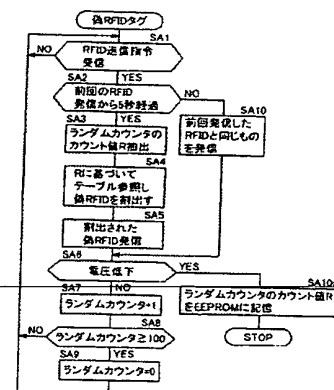 偽RFIDタグ
SA1
RFID送信指令
受信
NO
SA2
YES
前回のRFID
発信から5秒経過
NO
SA3
YES
SA10
ランダムカウンタの
カウント値R抽出
前回発信した
RFIDと同じもの
を発信
SA4
Rに基づいて
テーブル参照し
偽RFIDを割出す
SA5
割出された
偽RFID発信
SA6
電圧低下
YES
SA7
NO
SA10a
ランダムカウンタ+1
ランダムカウンタのカウント値R
をEEPROMに記憶
SA8
NO
ランダムカウンタ≧100
STOP
SA9
YES
ランダムカウンタ=0